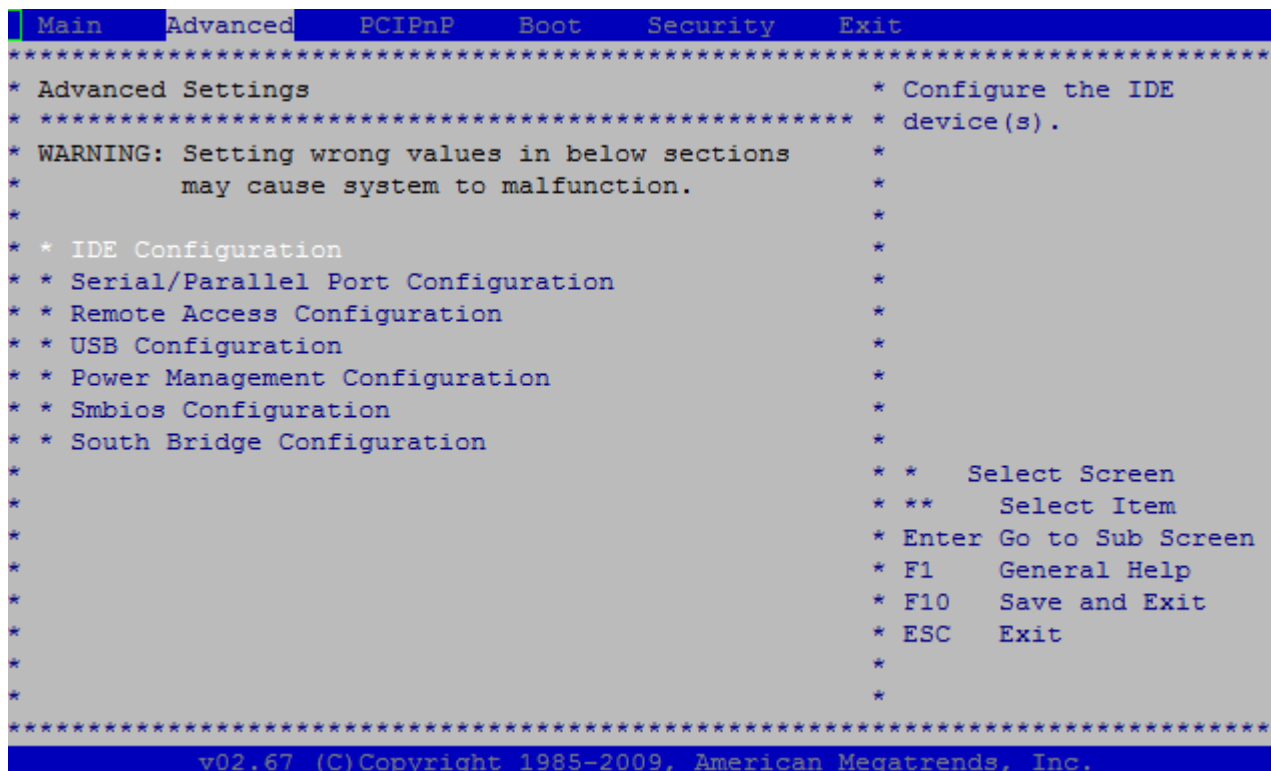 Main Advanced PCIPnP Boot Security Exit
*******************************************************************************
* Advanced Settings * Configure the IDE
* *************************************************** * device(s).
* WARNING: Setting wrong values in below sections *
* may cause system to malfunction. *
* *
* * IDE Configuration *
* * Serial/Parallel Port Configuration *
* * Remote Access Configuration *
* * USB Configuration *
* * Power Management Configuration *
* * Smbios Configuration *
* * South Bridge Configuration *
* * * Select Screen
* * ** Select Item
* * Enter Go to Sub Screen
* * F1 General Help
* * F10 Save and Exit
* * ESC Exit
* *
* *
*******************************************************************************
v02.67 (C)Copyright 1985-2009, American Megatrends, Inc.